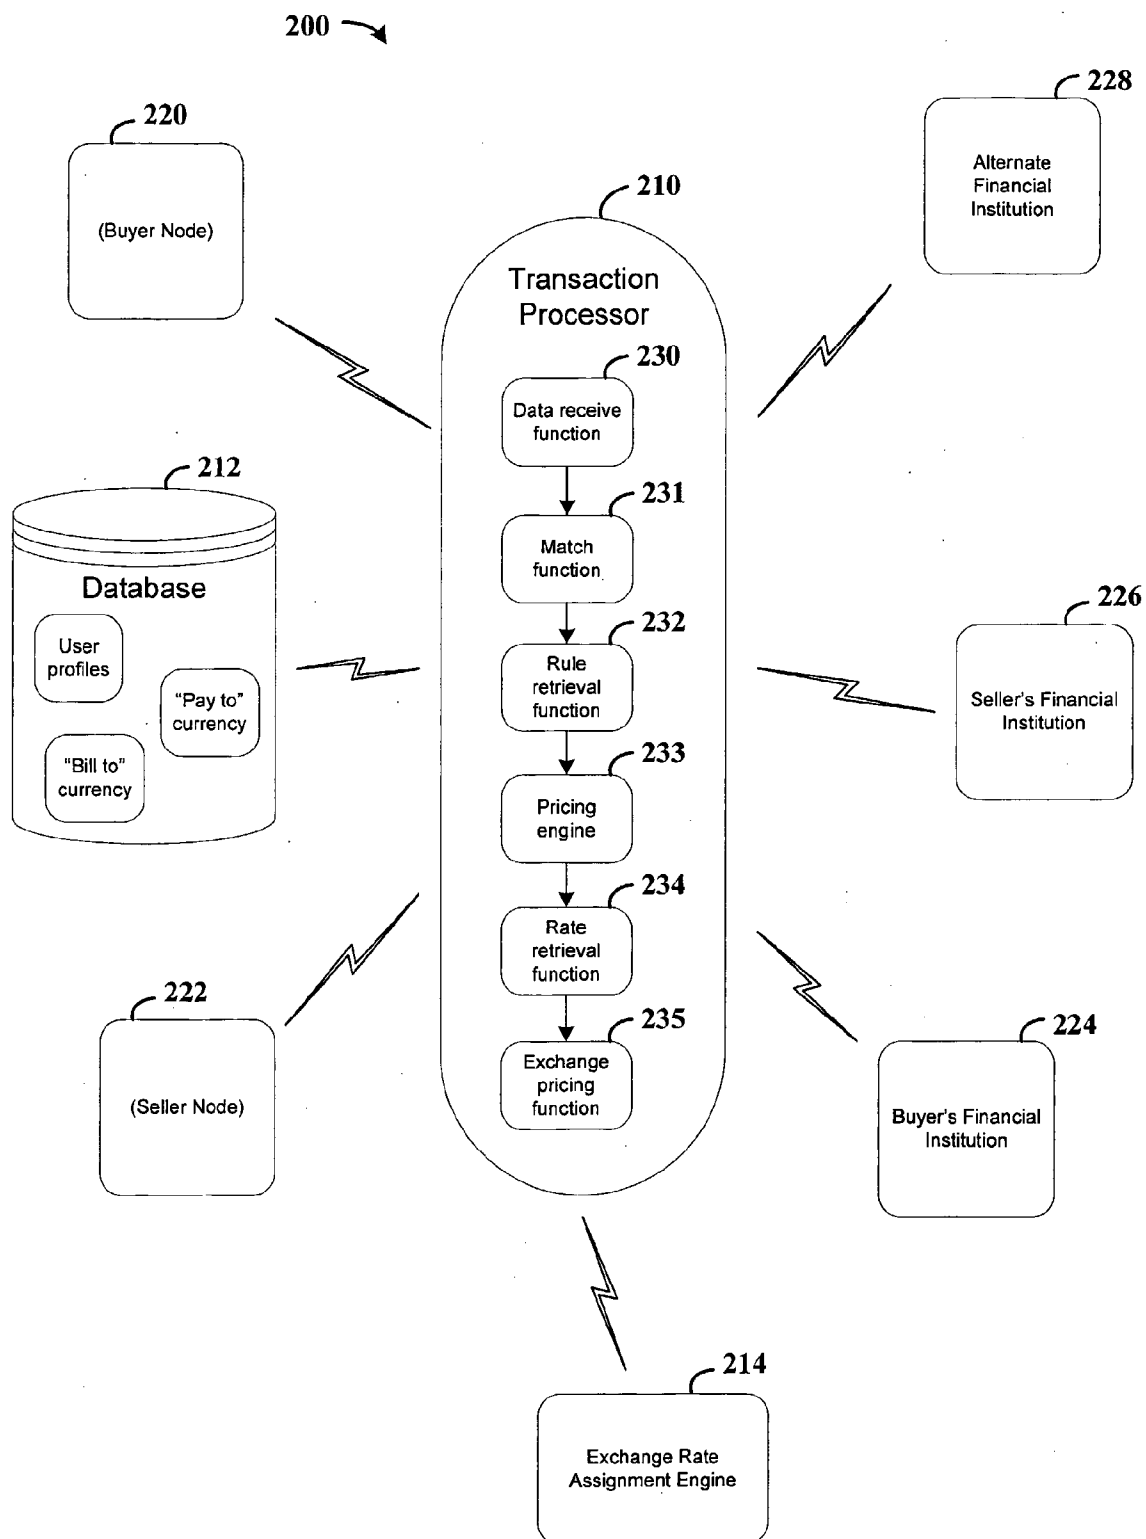 200
220
(Buyer Node)
228
Alternate
Financial
Institution
210
Transaction
Processor
230
Data receive
function
231
Match
function
232
Rule
retrieval
function
233
Pricing
engine
234
Rate
retrieval
function
235
Exchange
pricing
function
212
Database
User
profiles
"Pay to"
currency
"Bill to"
currency
226
Seller's Financial
Institution
222
(Seller Node)
224
Buyer's Financial
Institution
214
Exchange Rate
Assignment Engine